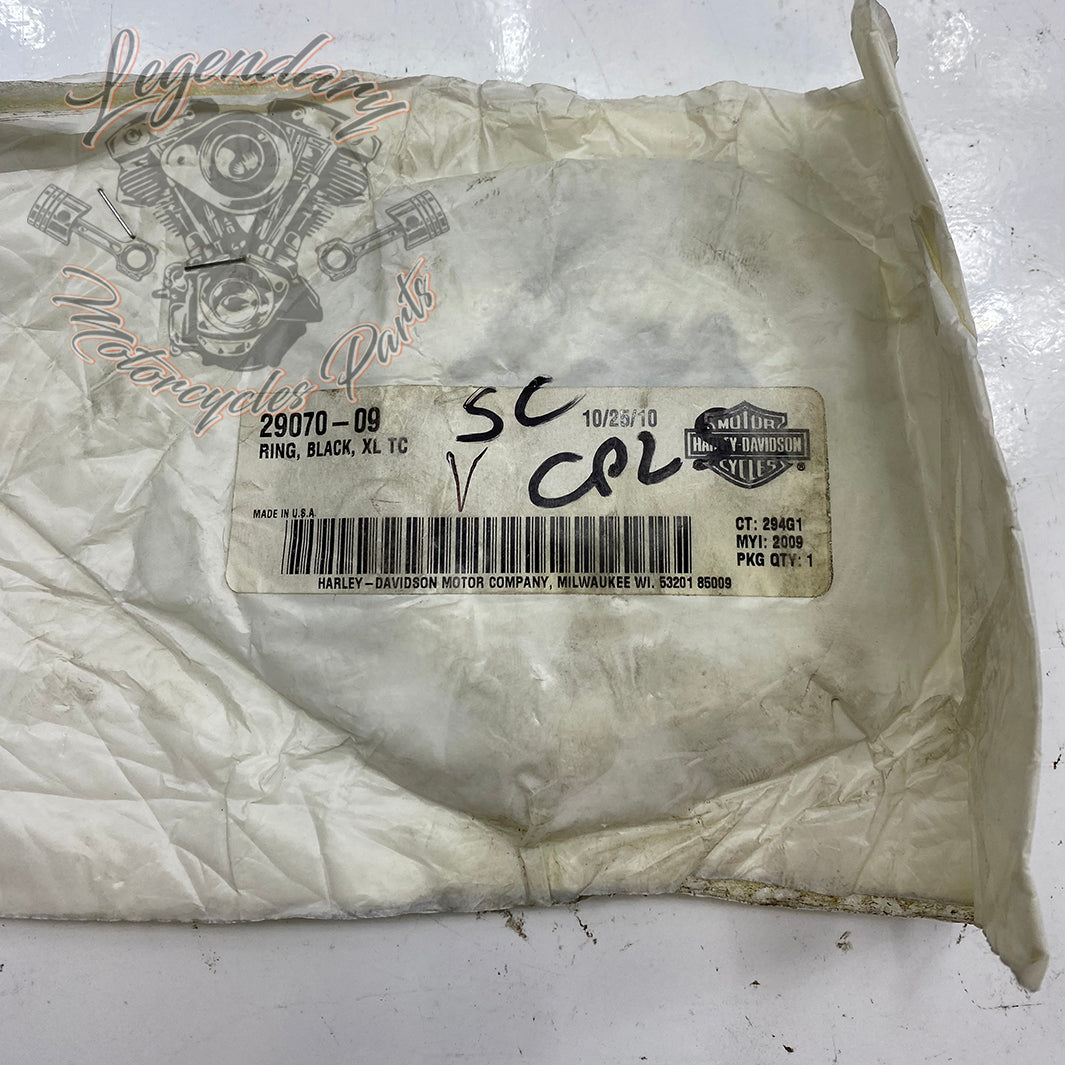 Legendary
Motorcycles Parts
29070-09
SC
10/25/10
MOTOR
HARLEY-DAVIDSON
CYCLES
®
RING, BLACK, XL TC
V
CPLS
MADE IN U.S.A.
CT: 294G1
MYI: 2009
PKG QTY: 1
HARLEY-DAVIDSON MOTOR COMPANY, MILWAUKEE WI. 53201 85009